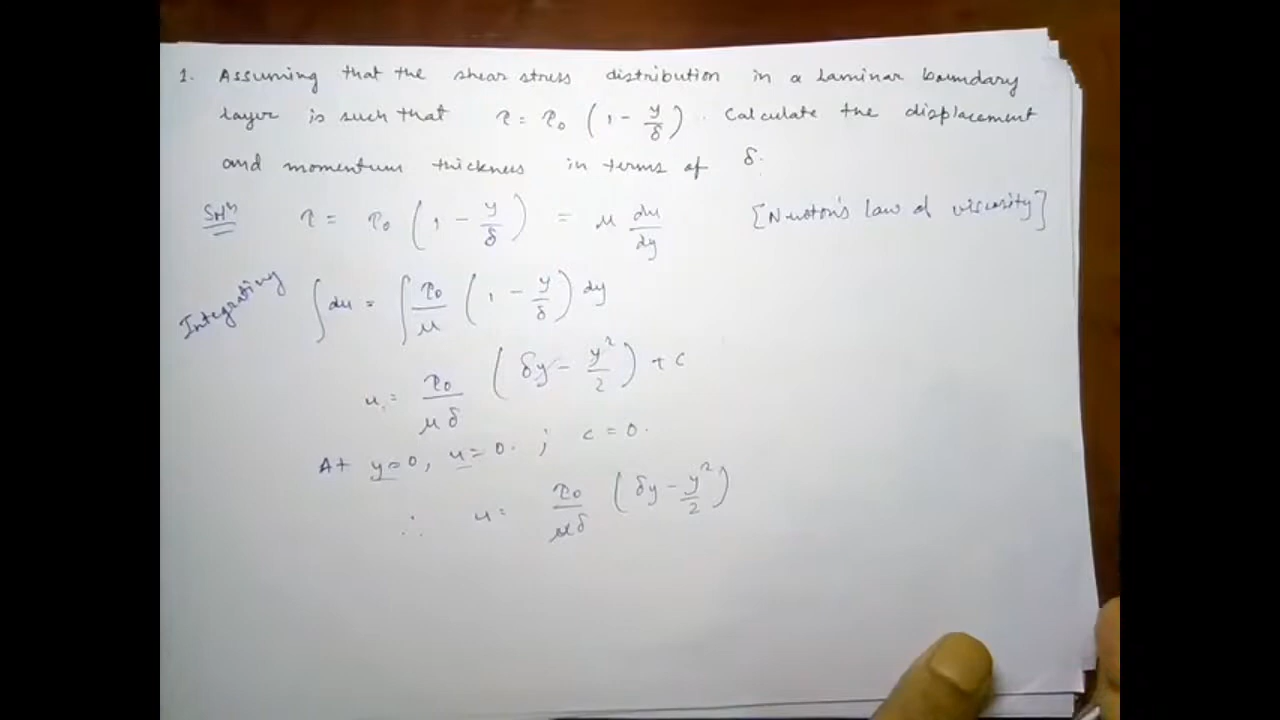 1. Assuming that the shear stress distribution in a laminar boundary
layer is such that τ = τ₀ (1 - y/δ). Calculate the displacement
and momentum thickness in terms of δ.
Solⁿ τ = τ₀ (1 - y/δ) = μ du/dy [Newton's law of viscosity]
Integrating ∫ du = ∫ τ₀/μ (1 - y/δ) dy
u = τ₀/μδ (δy - y²/2) + c
At y=0, u=0. ; c=0.
∴ u = τ₀/μδ (δy - y²/2)